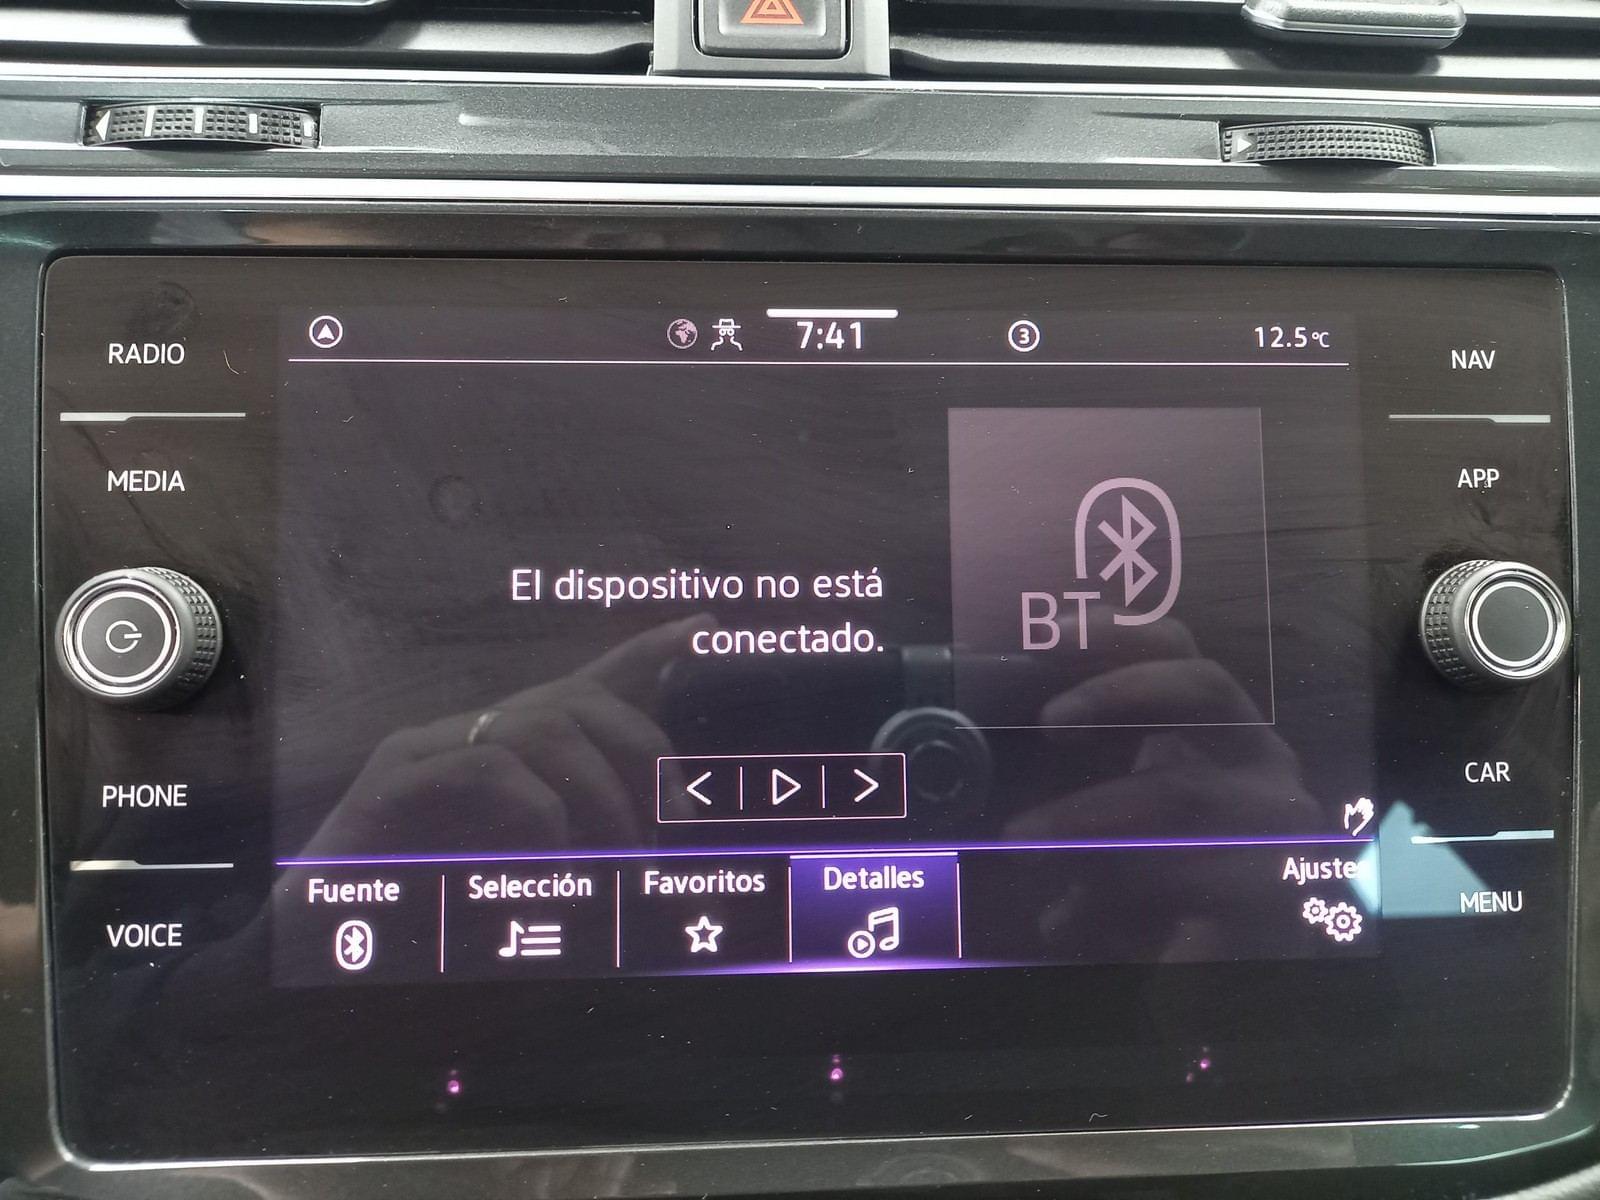 RADIO
MEDIA
PHONE
VOICE
7:41
3
12.5°C
El dispositivo no está
conectado.
BT
Fuente
Selección
Favoritos
Detalles
Ajustes
NAV
APP
CAR
MENU